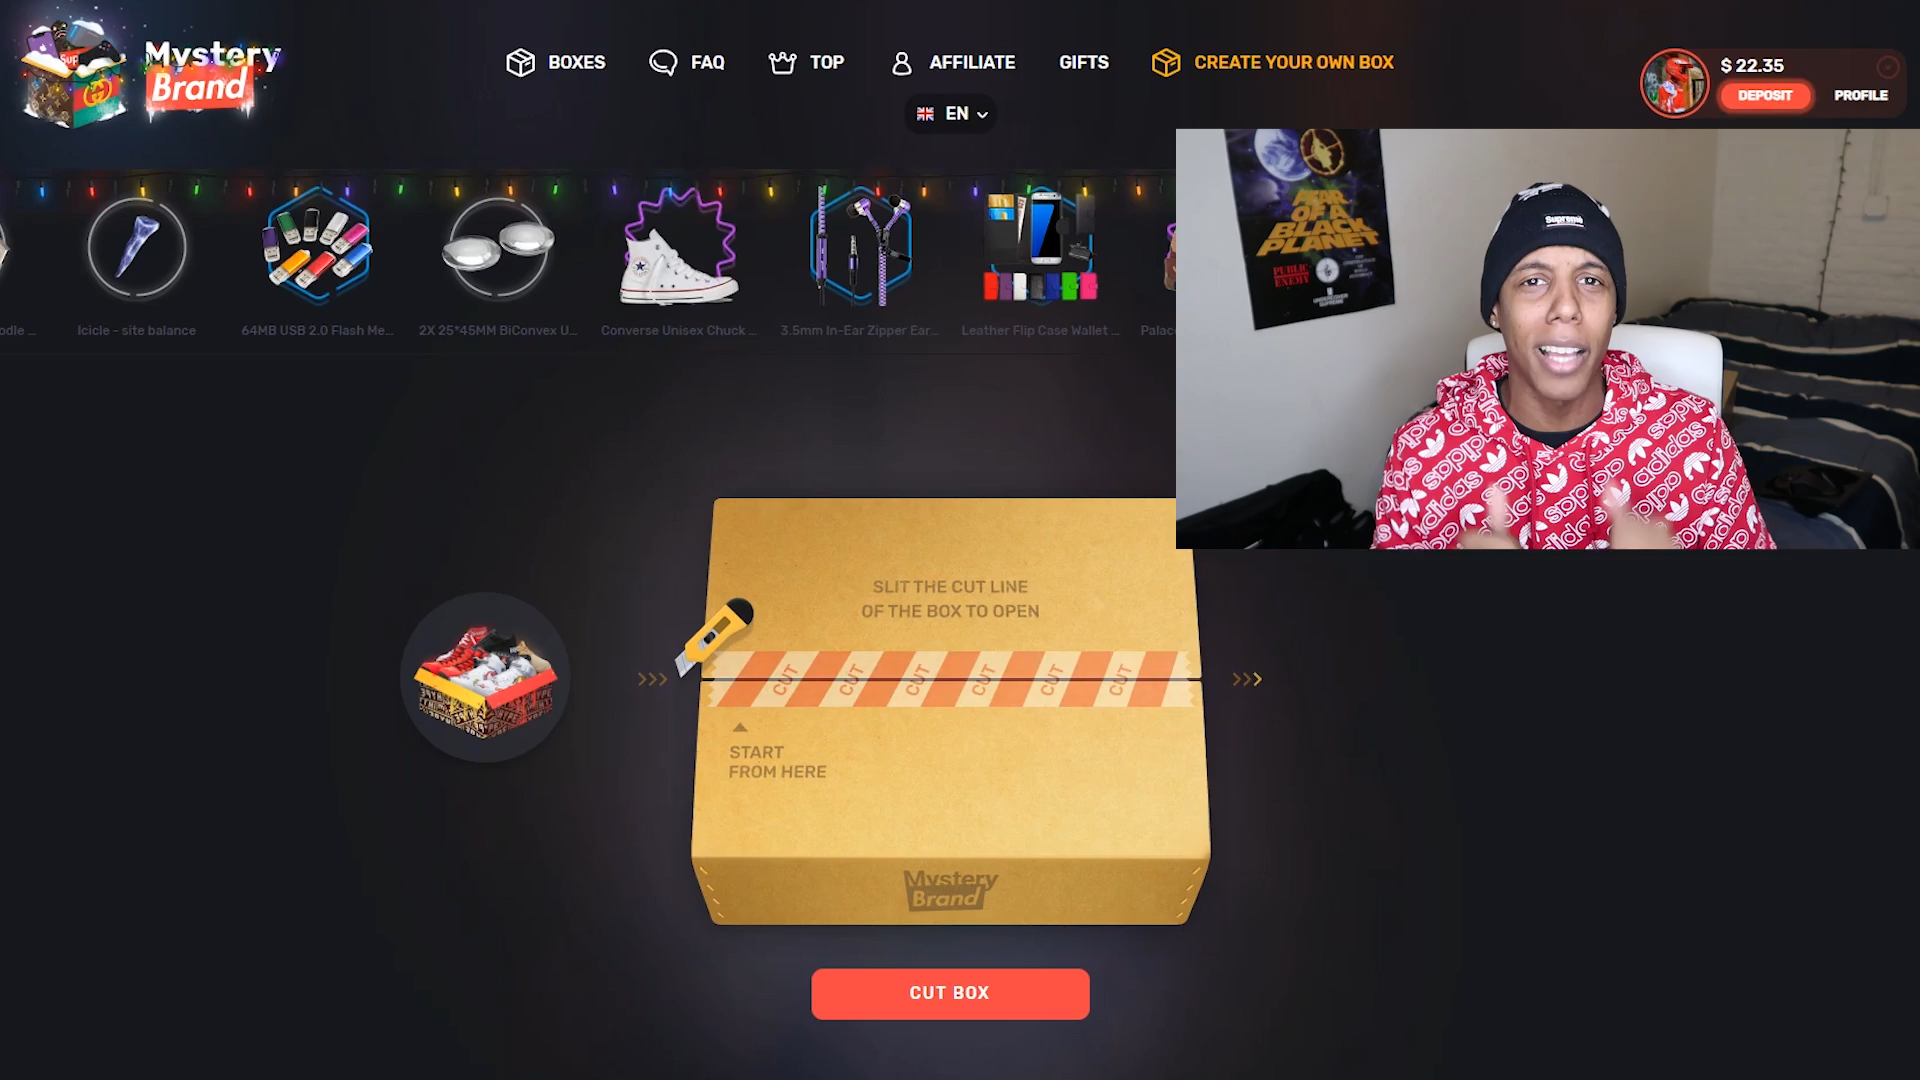 Mystery
Brand
BOXES
FAQ
TOP
AFFILIATE
GIFTS
CREATE YOUR OWN BOX
EN
$ 22.35
DEPOSIT
PROFILE
odle ...
Icicle - site balance
64MB USB 2.0 Flash Me...
2X 25*45MM BiConvex U...
Converse Unisex Chuck ...
3.5mm In-Ear Zipper Ear...
Leather Flip Case Wallet ...
Palac
FEAR
OF A
BLACK
PLANET
PUBLIC
ENEMY
Supreme
adidas
SLIT THE CUT LINE
OF THE BOX TO OPEN
CUT CUT CUT CUT CUT CUT
START
FROM HERE
Mystery
Brand
CUT BOX